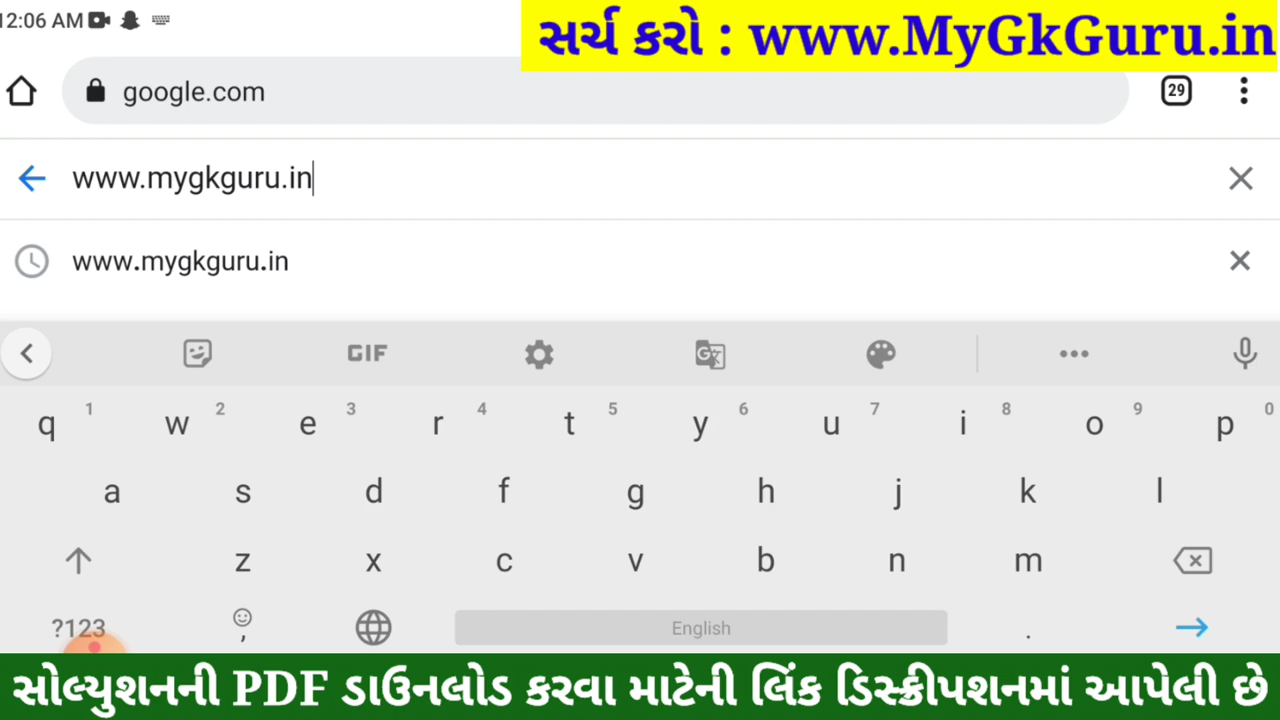 12:06 AM
સર્ચ કરો : www.MyGkGuru.in
google.com
29
www.mygkguru.in
www.mygkguru.in
GIF
G
q 1 w 2 e 3 r 4 t 5 y 6 u 7 i 8 o 9 p 0
a s d f g h j k l
z x c v b n m
?123 , English .
સોલ્યુશનની PDF ડાઉનલોડ કરવા માટેની લિંક ડિસ્ક્રીપશનમાં આપેલી છે